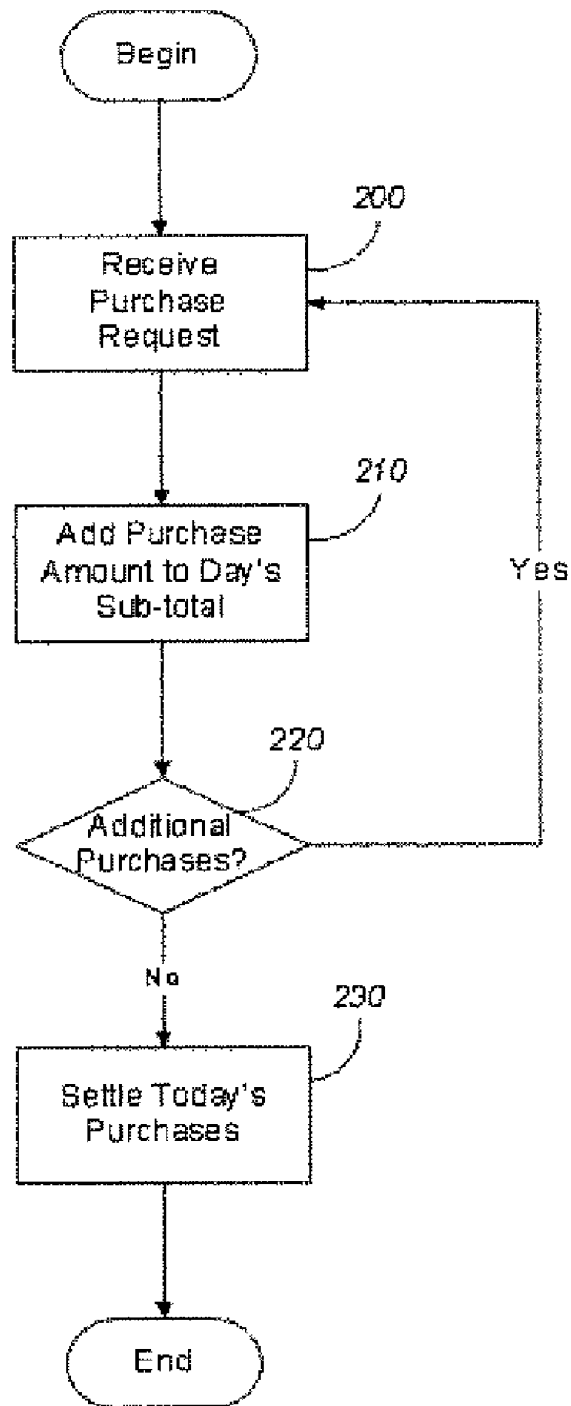 Begin
200
Receive
Purchase
Request
210
Add Purchase
Amount to Day's
Sub-total
Yes
220
Additional
Purchases?
No
230
Settle Today's
Purchases
End